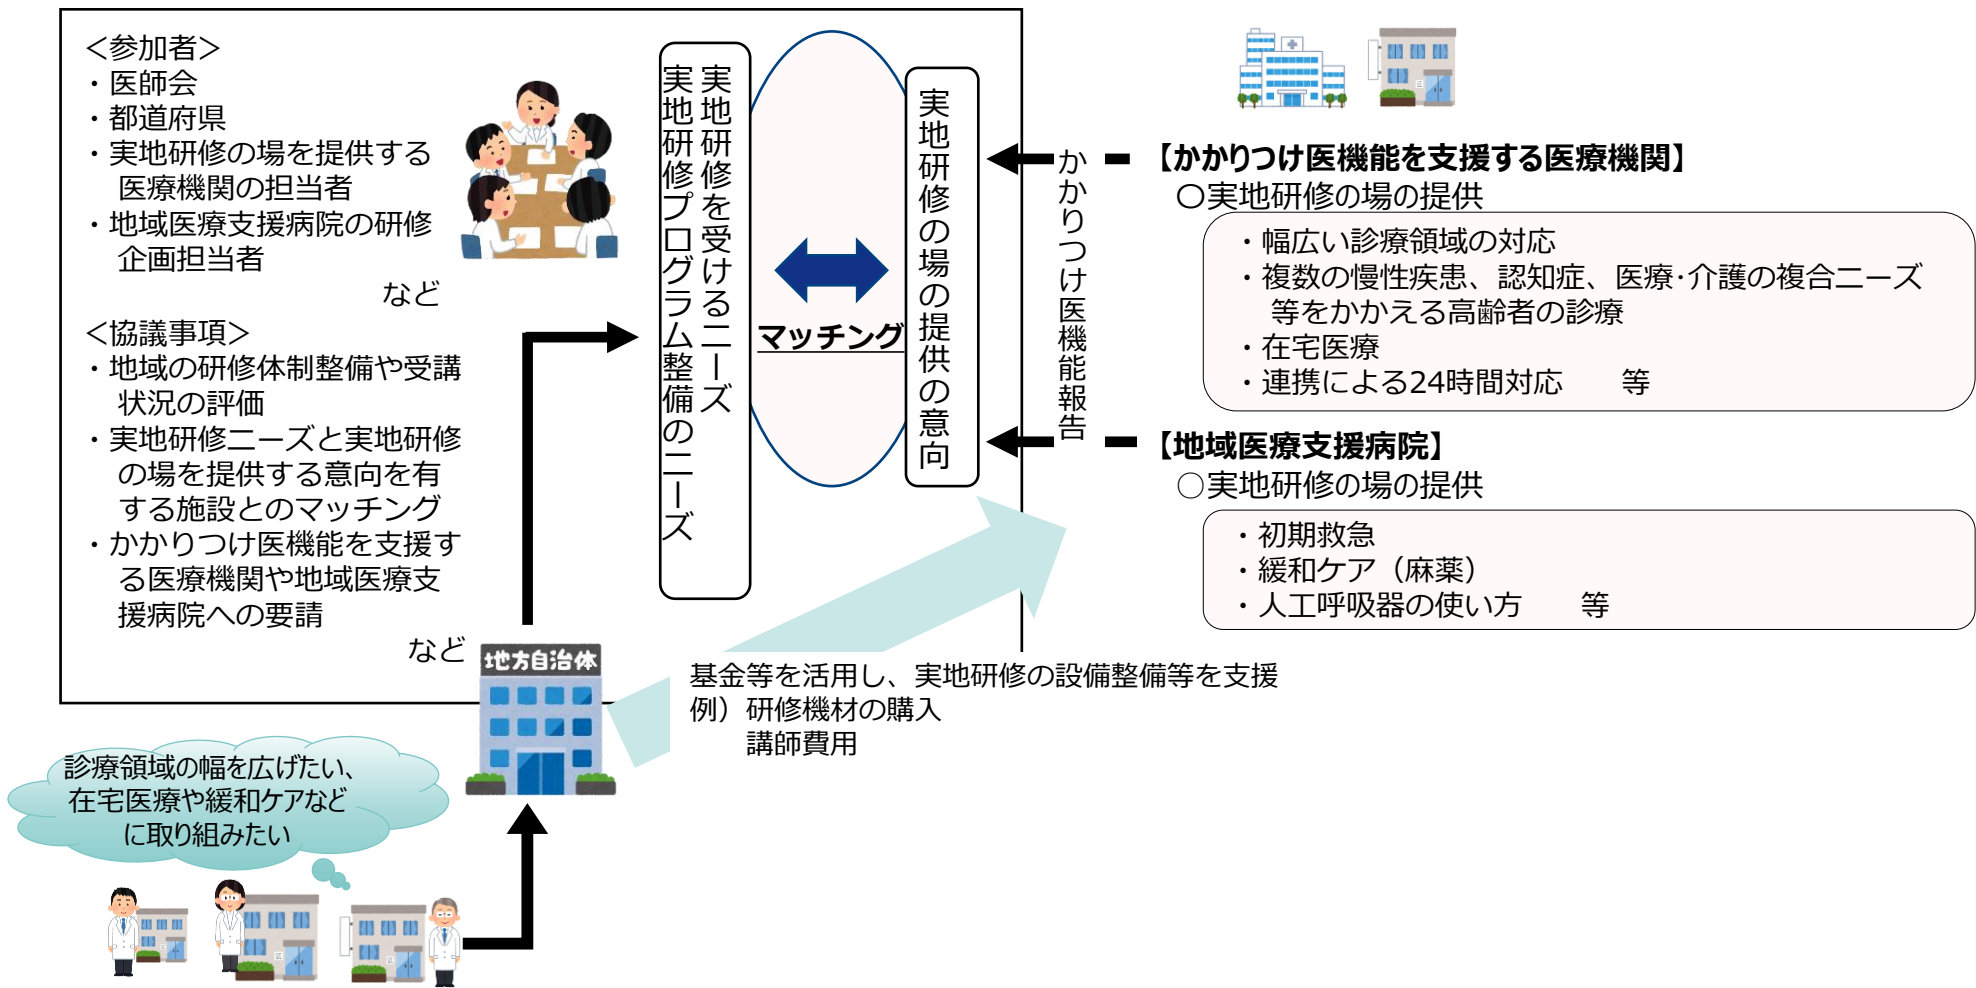 ＜参加者＞
・医師会
・都道府県
・実地研修の場を提供する
医療機関の担当者
・地域医療支援病院の研修
企画担当者
など
＜協議事項＞
・地域の研修体制整備や受講
状況の評価
・実地研修ニーズと実地研修
の場を提供する意向を有
する施設とのマッチング
・かかりつけ医機能を支援す
る医療機関や地域医療支
援病院への要請
など
実地研修を受けるニーズ
実地研修プログラム整備のニーズ
マッチング
実地研修の場の提供の意向
かかりつけ医機能報告
【かかりつけ医機能を支援する医療機関】
〇実地研修の場の提供
・幅広い診療領域の対応
・複数の慢性疾患、認知症、医療･介護の複合ニーズ
等をかかえる高齢者の診療
・在宅医療
・連携による24時間対応　　等
【地域医療支援病院】
○実地研修の場の提供
・初期救急
・緩和ケア（麻薬）
・人工呼吸器の使い方　　等
地方自治体
基金等を活用し、実地研修の設備整備等を支援
例）研修機材の購入
講師費用
診療領域の幅を広げたい、
在宅医療や緩和ケアなど
に取り組みたい